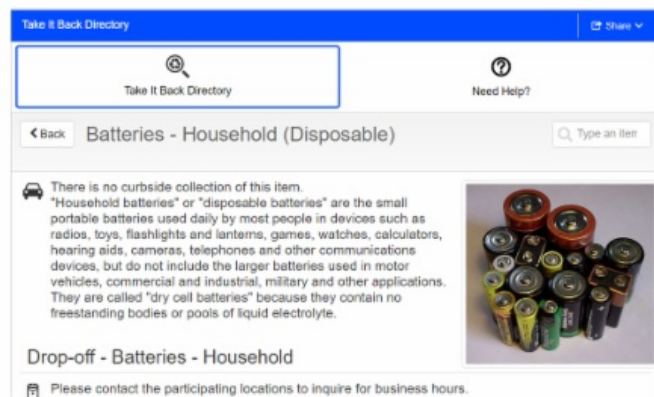 Take It Back Directory
Share
Take It Back Directory
Need Help?
Back
Batteries - Household (Disposable)
Type an iten
There is no curbside collection of this item.
"Household batteries" or "disposable batteries" are the small
portable batteries used daily by most people in devices such as
radios, toys, flashlights and lanterns, games, watches, calculators,
hearing aids, cameras, telephones and other communications
devices, but do not include the larger batteries used in motor
vehicles, commercial and industrial, military and other applications.
They are called "dry cell batteries" because they contain no
freestanding bodies or pools of liquid electrolyte.
Drop-off - Batteries - Household
Please contact the participating locations to inquire for business hours.